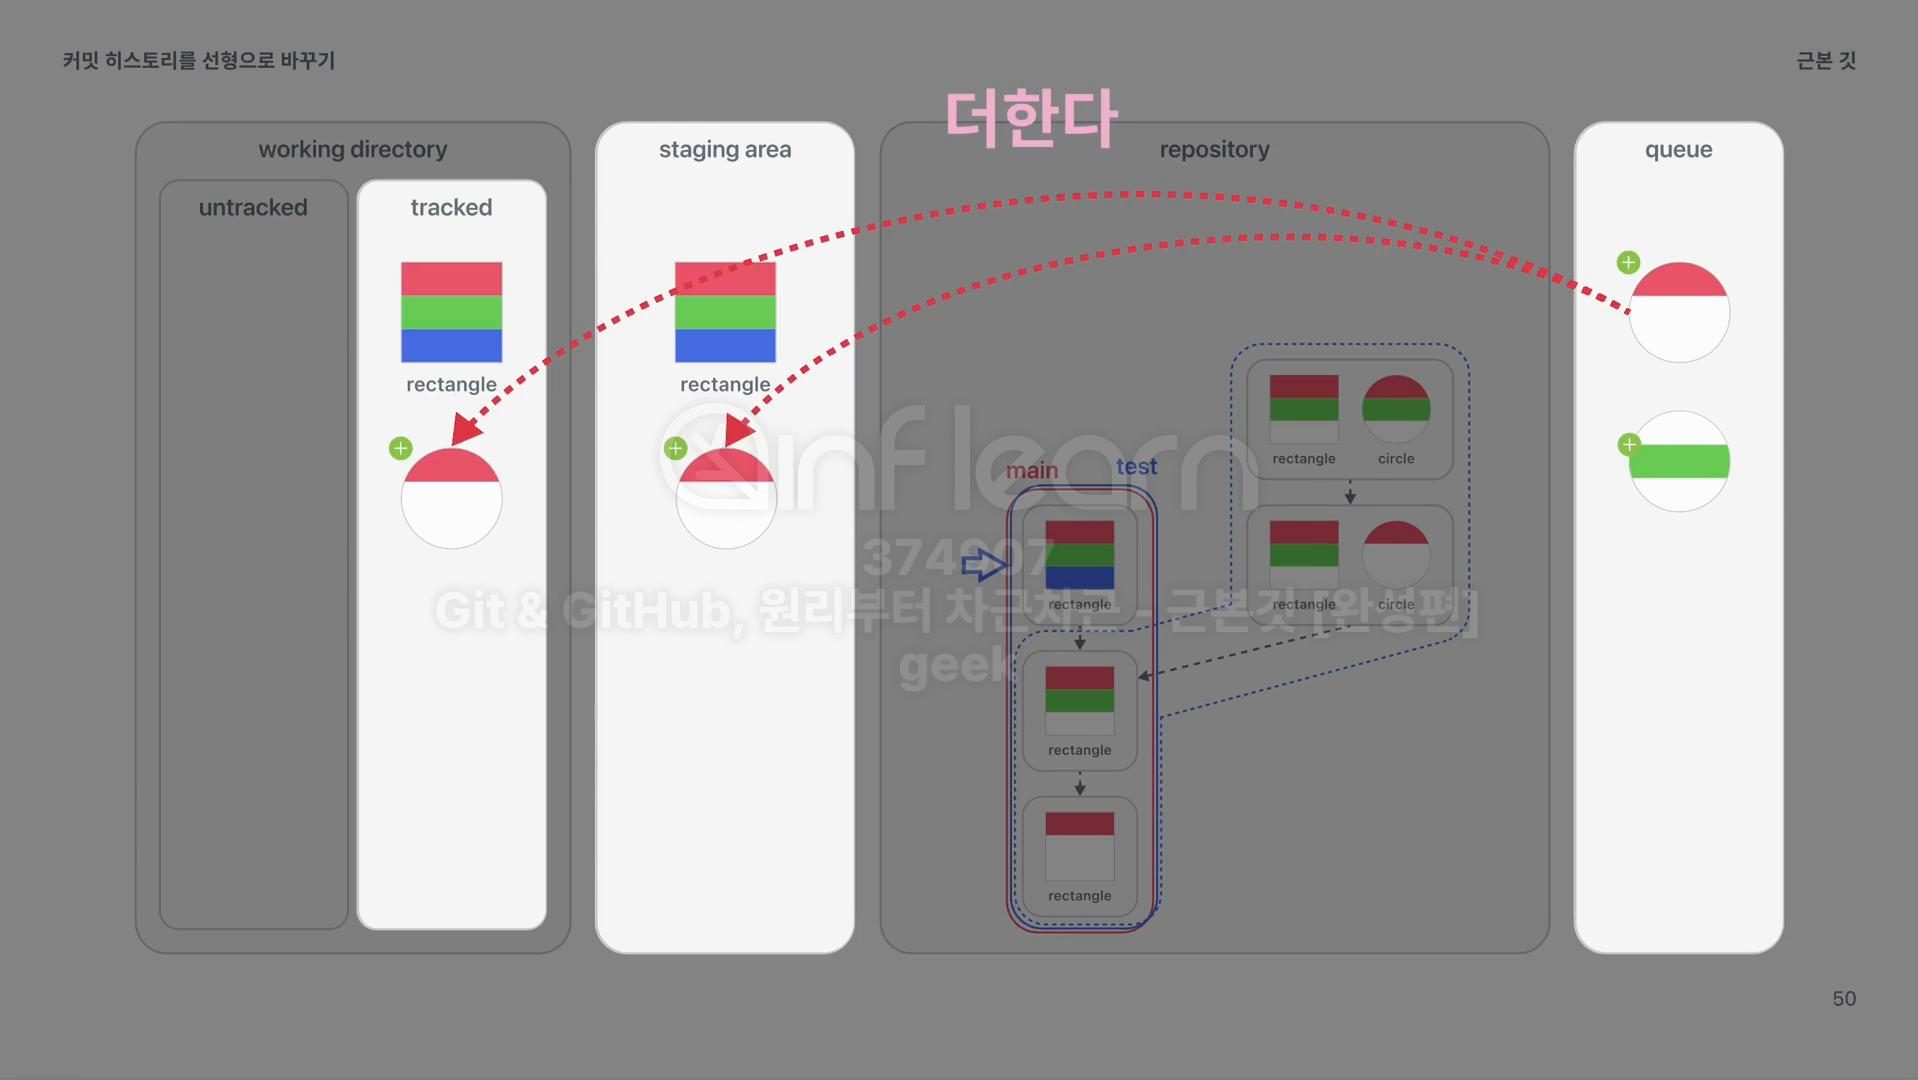 커밋 히스토리를 선형으로 바꾸기
근본 깃
더한다
working directory
staging area
repository
queue
untracked
tracked
rectangle
rectangle
rectangle
circle
main
test
rectangle
rectangle
circle
rectangle
rectangle
inflearn
374907
Git & GitHub, 원리부터 차근차근 - 근본깃 [완성편]
geek
50